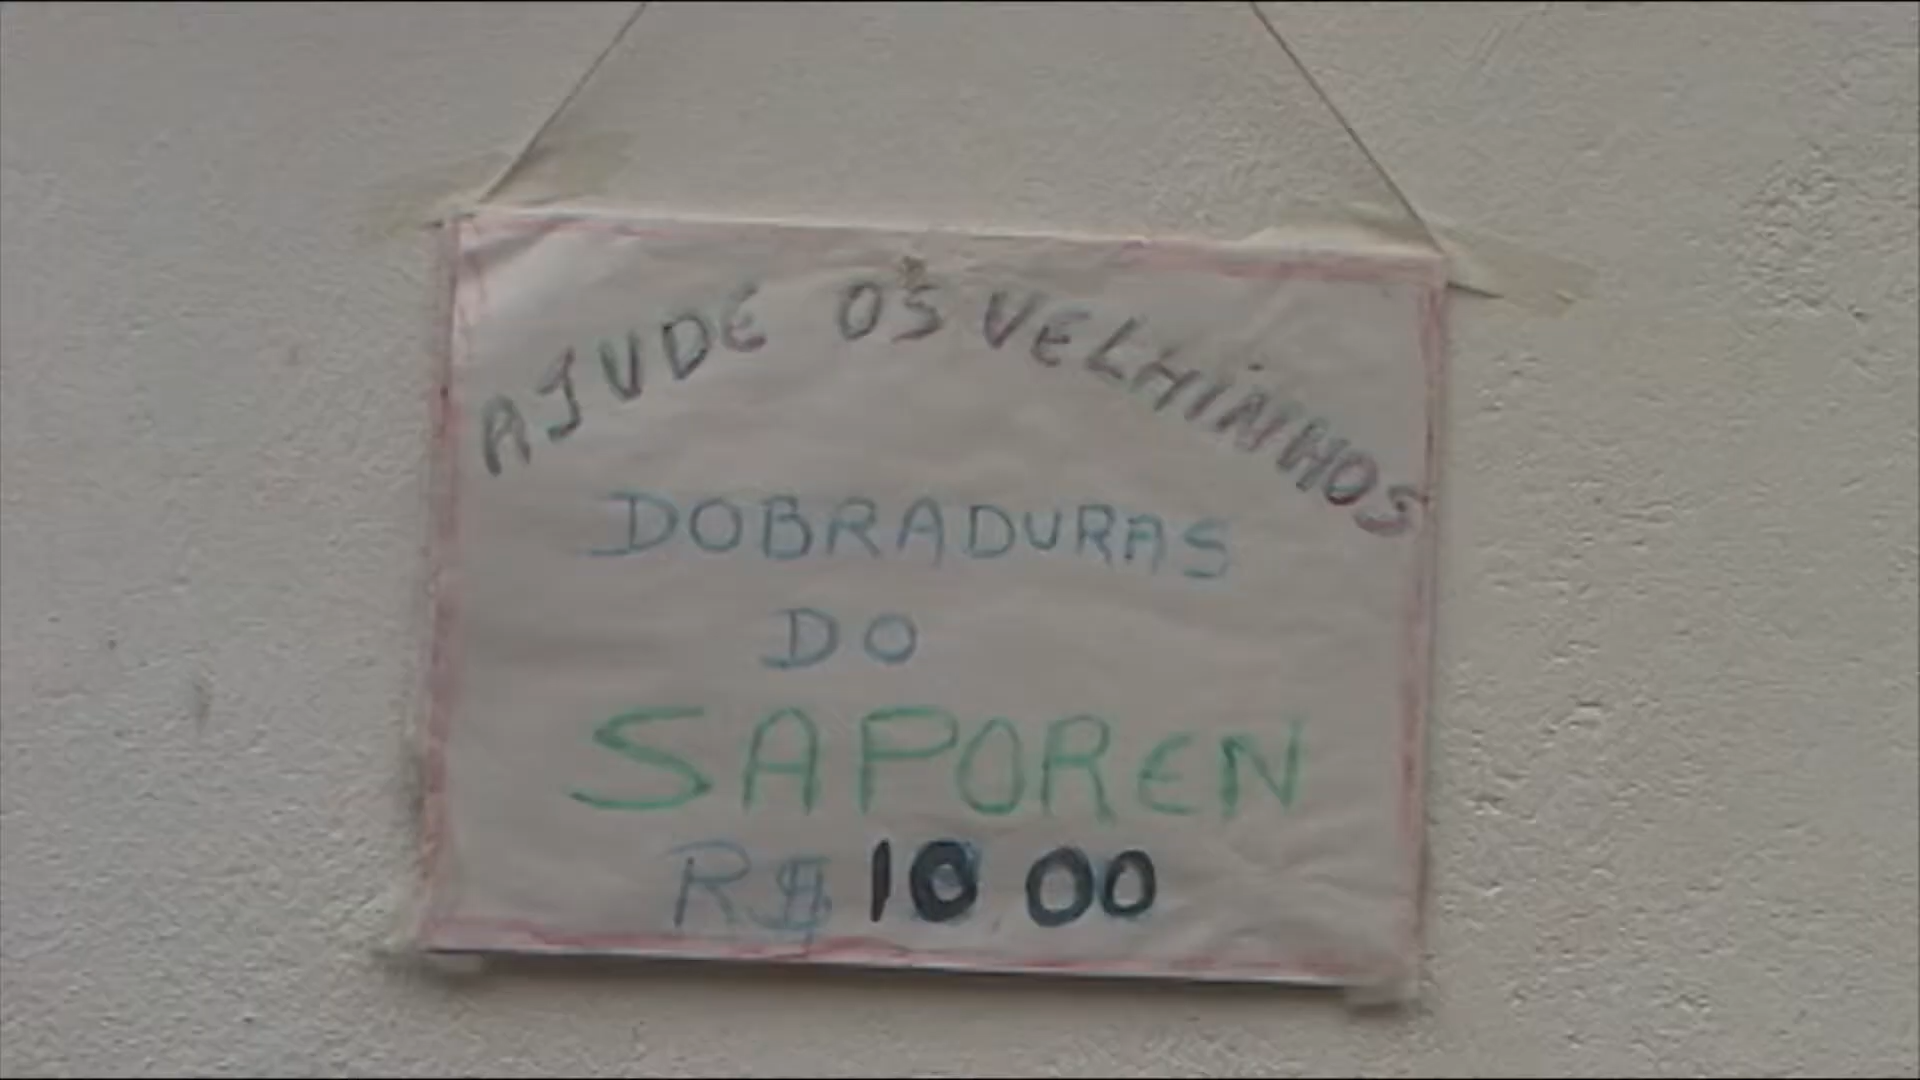 AJUDE OS VELHINHOS
DOBRADURAS
DO
SAPOREN
R$ 10.00